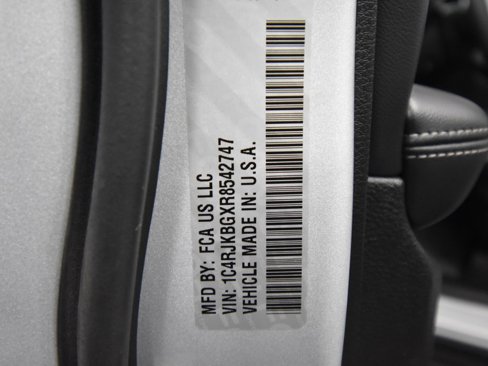 MFD BY: FCA US LLC
VIN: 1C4RJKBGXR8542747
VEHICLE MADE IN: U.S.A.